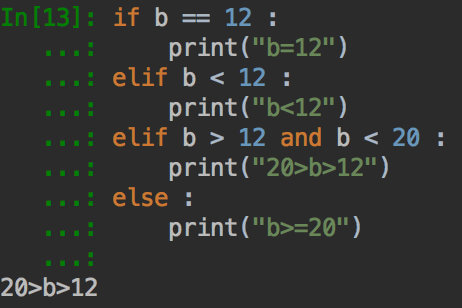 In[13]: if b == 12 :
   ...:     print("b=12")
   ...: elif b < 12 :
   ...:     print("b<12")
   ...: elif b > 12 and b < 20 :
   ...:     print("20>b>12")
   ...: else :
   ...:     print("b>=20")
   ...:
20>b>12